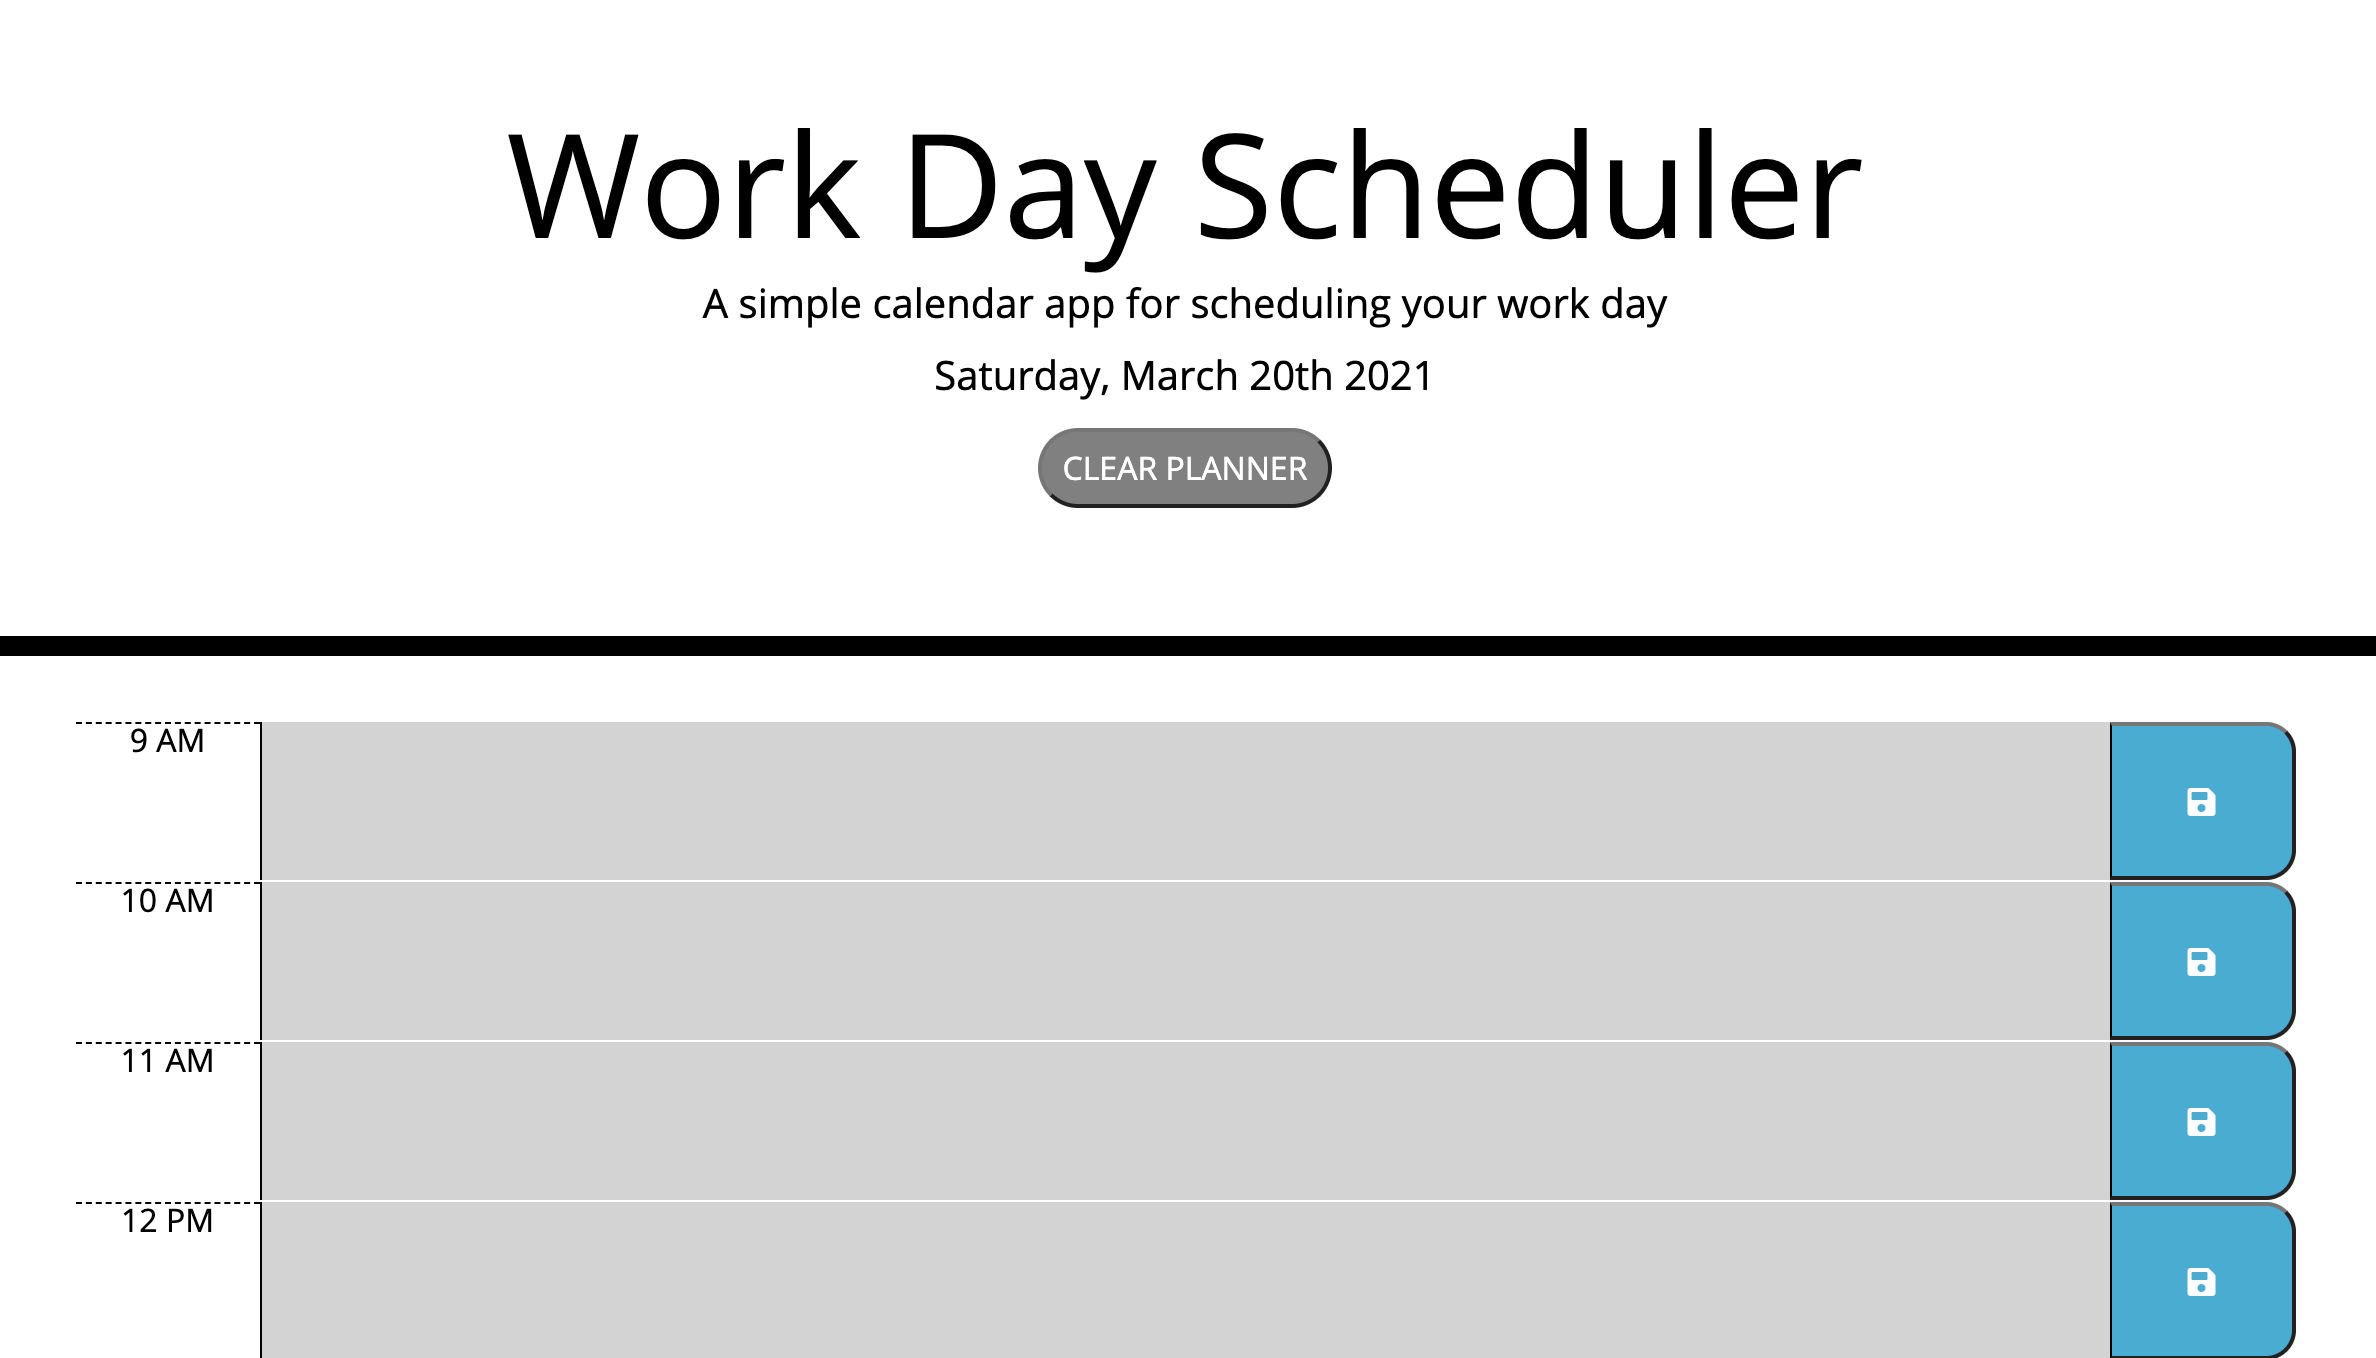 Work Day Scheduler
A simple calendar app for scheduling your work day
Saturday, March 20th 2021
CLEAR PLANNER
9 AM
10 AM
11 AM
12 PM